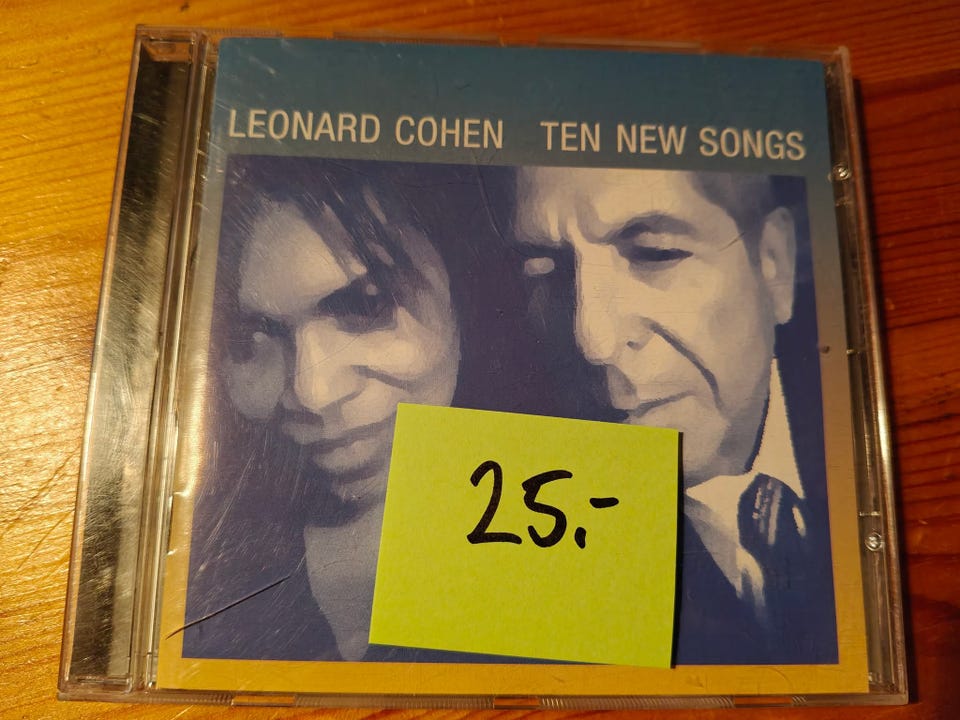 LEONARD COHEN TEN NEW SONGS
25,-